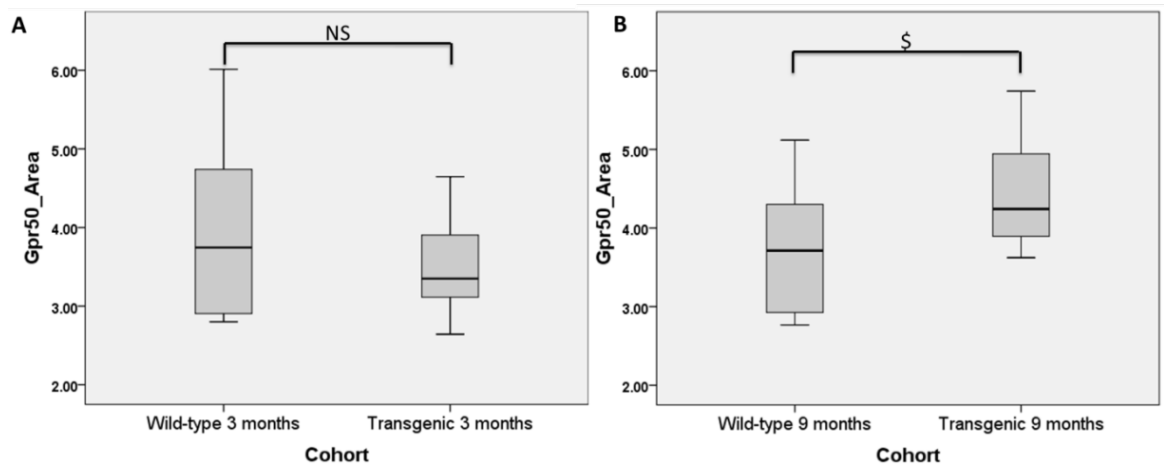 A
NS
6.00
5.00
4.00
3.00
2.00
Gpr50_Area
Wild-type 3 months
Transgenic 3 months
Cohort
B
$
6.00
5.00
4.00
3.00
2.00
Gpr50_Area
Wild-type 9 months
Transgenic 9 months
Cohort